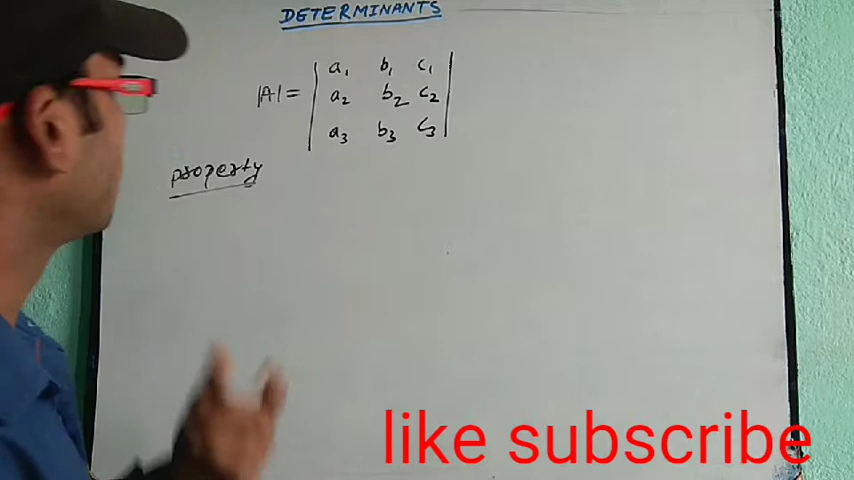 DETERMINANTS
|A| = | a₁ b₁ c₁ |
| a₂ b₂ c₂ |
| a₃ b₃ c₃ |
property
like subscribe